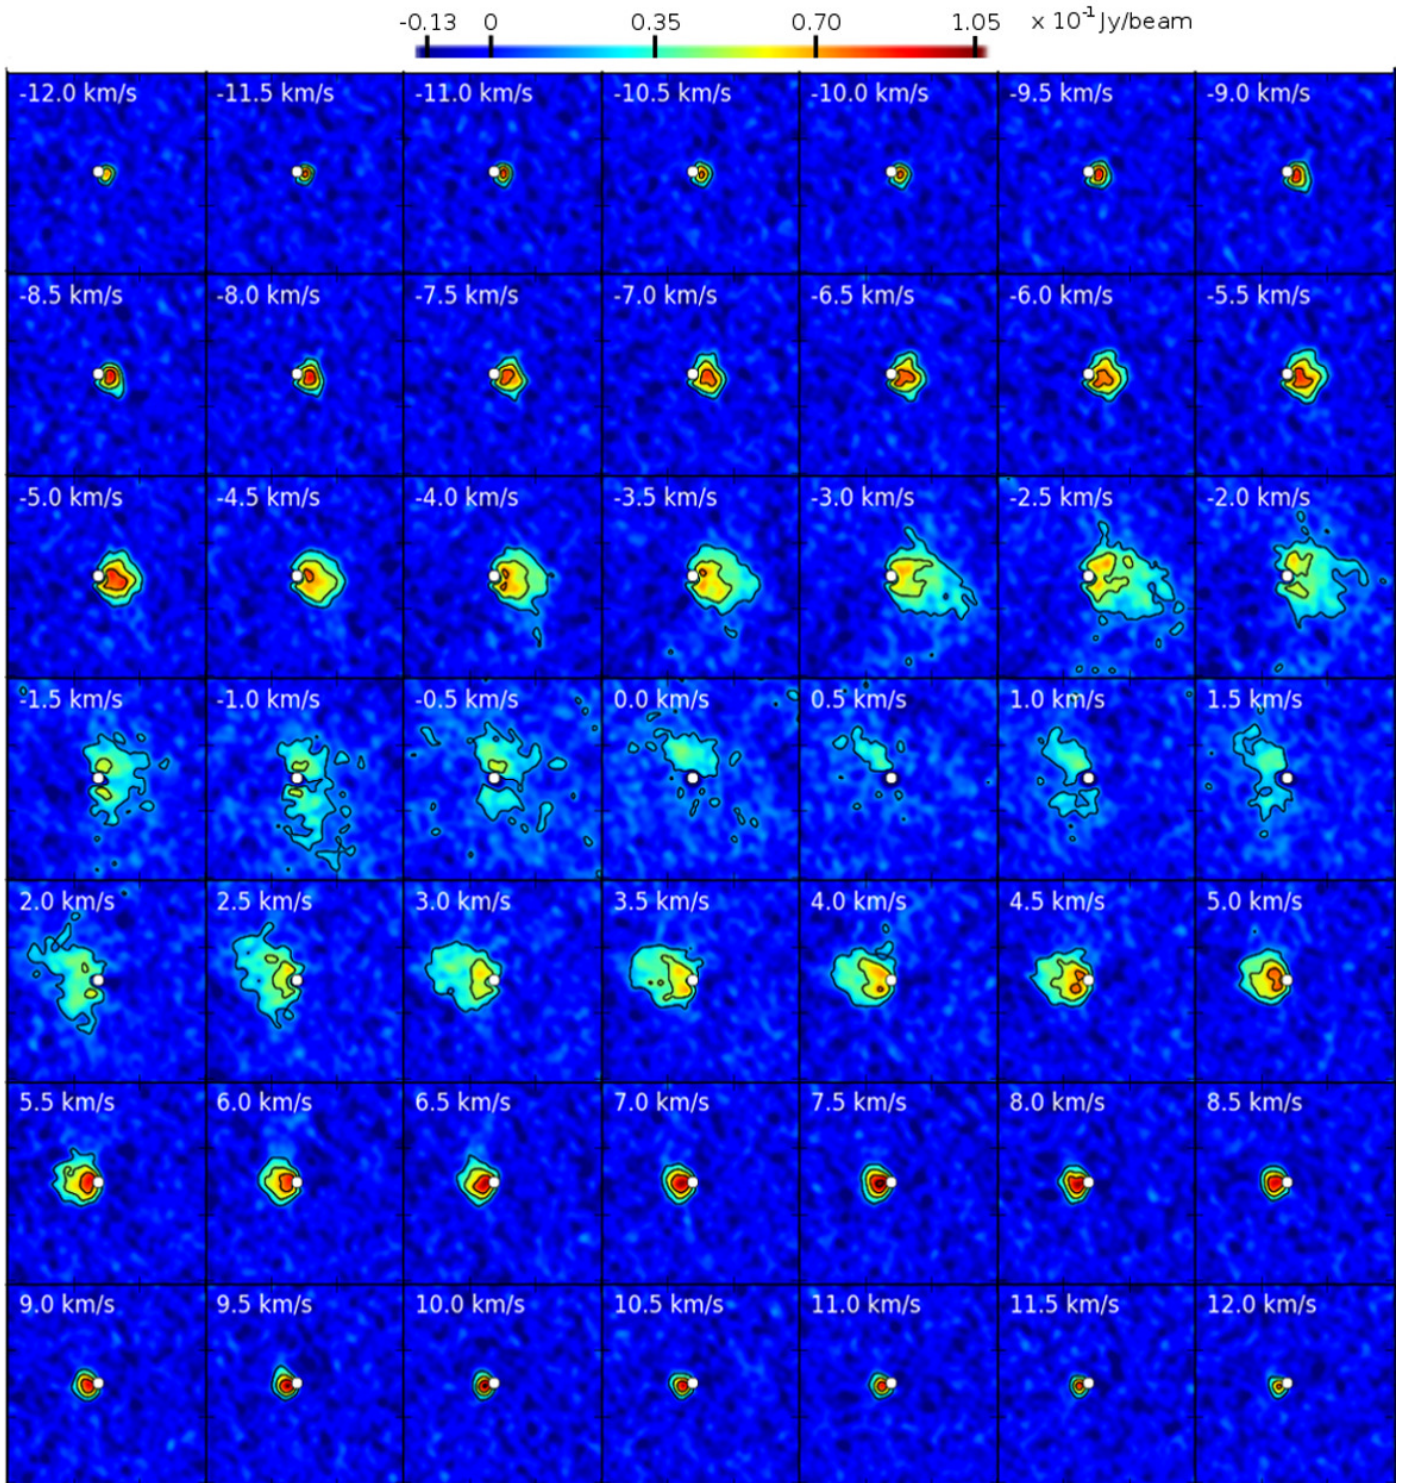 -0.13 0 0.35 0.70 1.05 x 10-1 Jy/beam
-12.0 km/s -11.5 km/s -11.0 km/s -10.5 km/s -10.0 km/s -9.5 km/s -9.0 km/s
-8.5 km/s -8.0 km/s -7.5 km/s -7.0 km/s -6.5 km/s -6.0 km/s -5.5 km/s
-5.0 km/s -4.5 km/s -4.0 km/s -3.5 km/s -3.0 km/s -2.5 km/s -2.0 km/s
-1.5 km/s -1.0 km/s -0.5 km/s 0.0 km/s 0.5 km/s 1.0 km/s 1.5 km/s
2.0 km/s 2.5 km/s 3.0 km/s 3.5 km/s 4.0 km/s 4.5 km/s 5.0 km/s
5.5 km/s 6.0 km/s 6.5 km/s 7.0 km/s 7.5 km/s 8.0 km/s 8.5 km/s
9.0 km/s 9.5 km/s 10.0 km/s 10.5 km/s 11.0 km/s 11.5 km/s 12.0 km/s